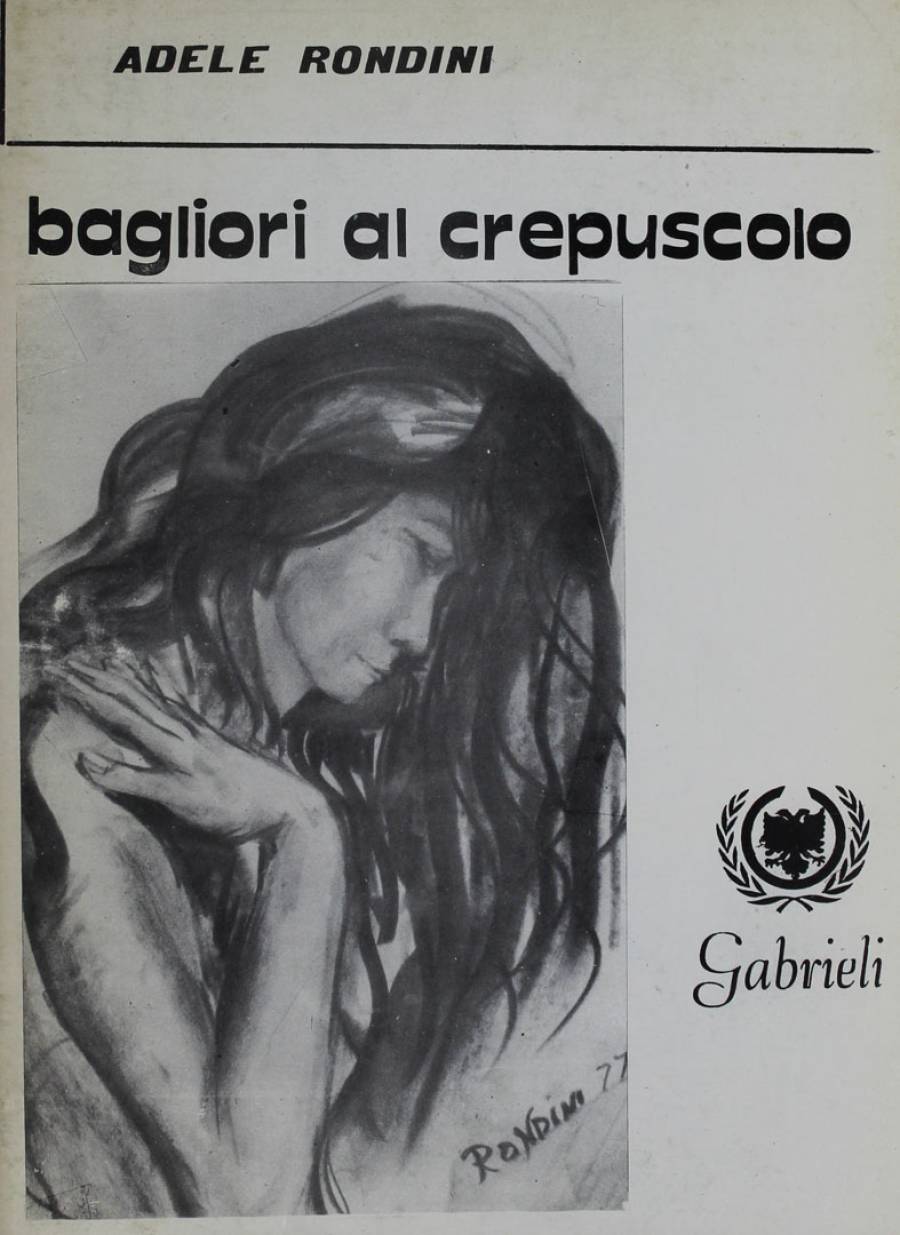 ADELE RONDINI
bagliori al crepuscolo
RONDINI 77
Gabrieli